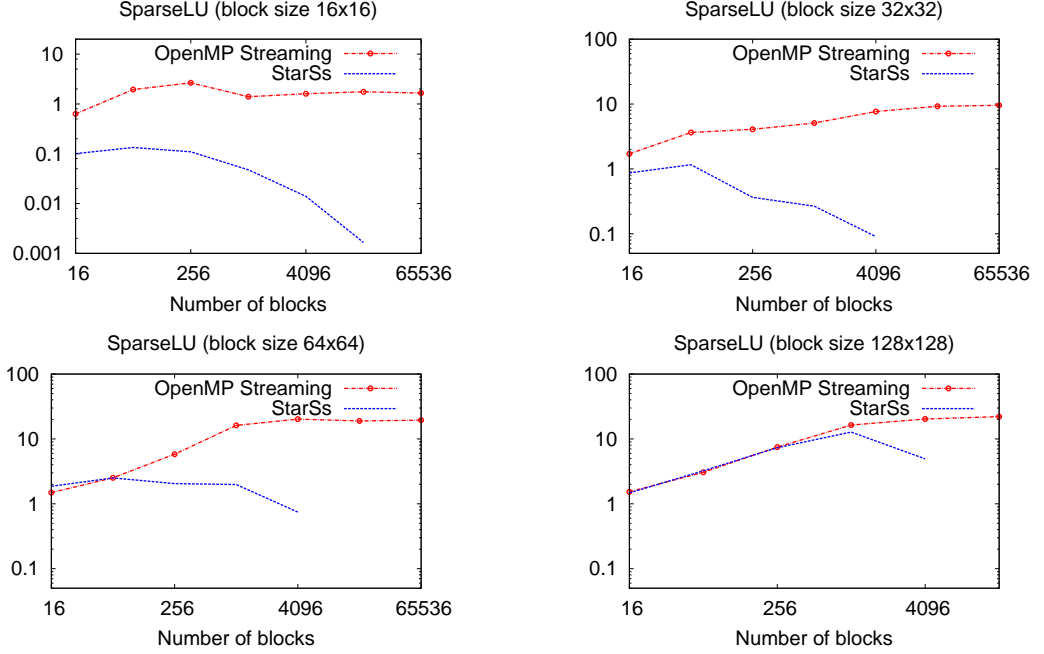 SparseLU (block size 16x16)
OpenMP Streaming
StarSs
10
1
0.1
0.01
0.001
16
256
4096
65536
Number of blocks
SparseLU (block size 32x32)
OpenMP Streaming
StarSs
100
10
1
0.1
16
256
4096
65536
Number of blocks
SparseLU (block size 64x64)
OpenMP Streaming
StarSs
100
10
1
0.1
16
256
4096
65536
Number of blocks
SparseLU (block size 128x128)
OpenMP Streaming
StarSs
100
10
1
0.1
16
256
4096
Number of blocks